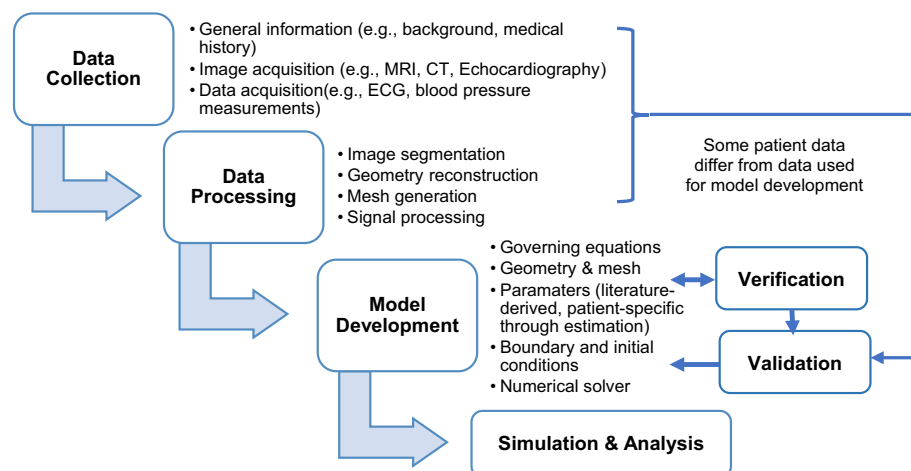 Data
Collection
• General information (e.g., background, medical
history)
• Image acquisition (e.g., MRI, CT, Echocardiography)
• Data acquisition(e.g., ECG, blood pressure
measurements)
Some patient data
differ from data used
for model development
Data
Processing
• Image segmentation
• Geometry reconstruction
• Mesh generation
• Signal processing
Model
Development
• Governing equations
• Geometry & mesh
• Paramaters (literature-
derived, patient-specific
through estimation)
• Boundary and initial
conditions
• Numerical solver
Verification
Validation
Simulation & Analysis